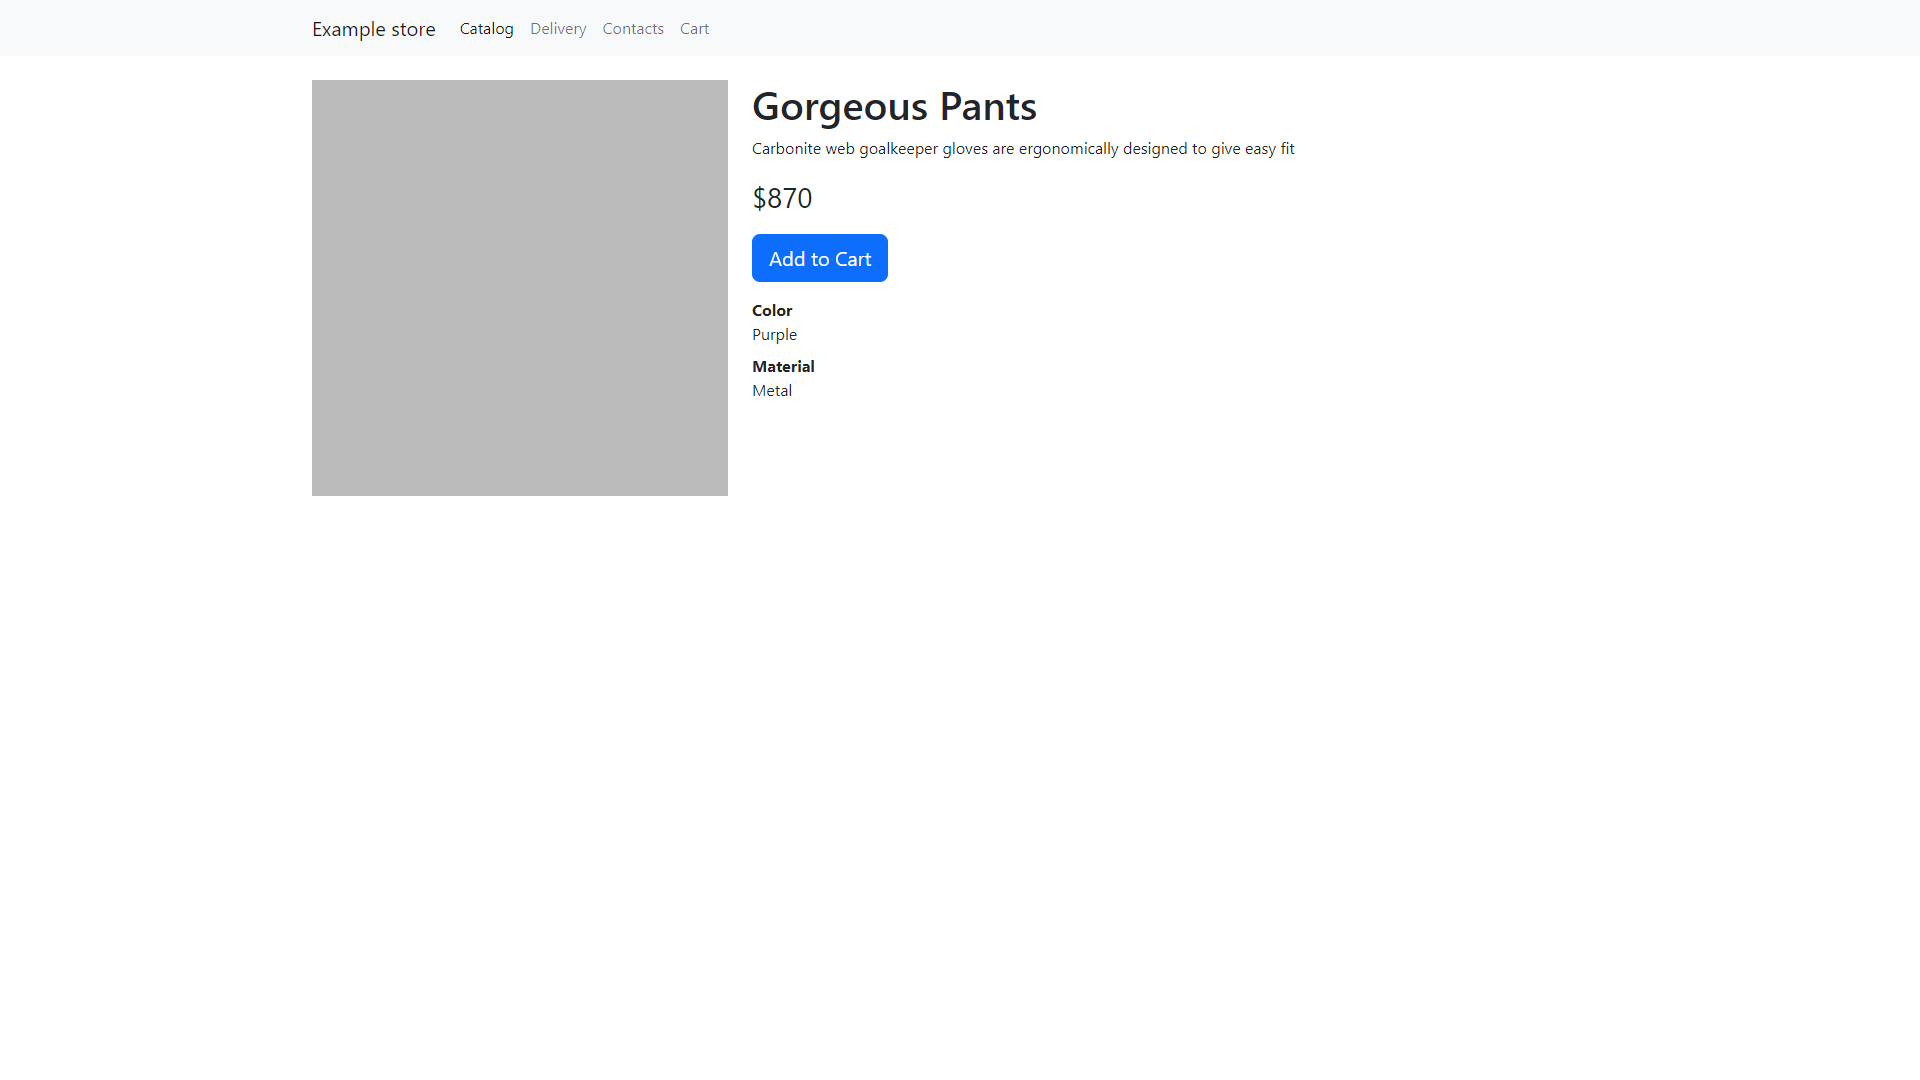 Example store Catalog Delivery Contacts Cart
Gorgeous Pants
Carbonite web goalkeeper gloves are ergonomically designed to give easy fit
$870
Add to Cart
Color
Purple
Material
Metal